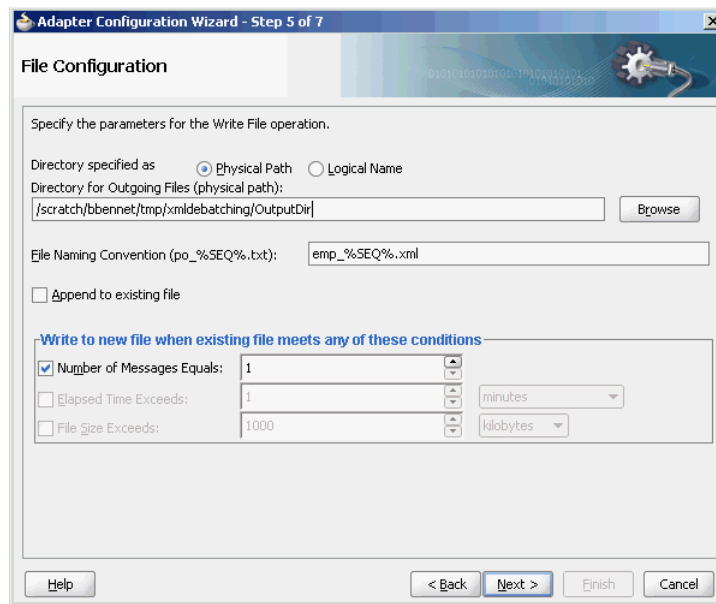 Adapter Configuration Wizard - Step 5 of 7
File Configuration
Specify the parameters for the Write File operation.
Directory specified as Physical Path Logical Name
Directory for Outgoing Files (physical path):
/scratch/bbennet/tmp/xmldebatching/OutputDir Browse
File Naming Convention (po_%SEQ%.txt): emp_%SEQ%.xml
Append to existing file
Write to new file when existing file meets any of these conditions
Number of Messages Equals: 1
Elapsed Time Exceeds: 1 minutes
File Size Exceeds: 1000 kilobytes
Help < Back Next > Finish Cancel